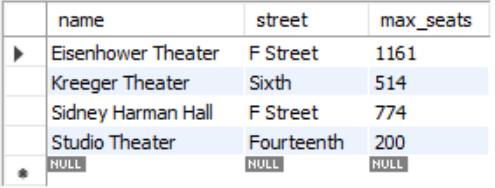 name street max_seats
Eisenhower Theater F Street 1161
Kreeger Theater Sixth 514
Sidney Harman Hall F Street 774
Studio Theater Fourteenth 200
NULL NULL NULL